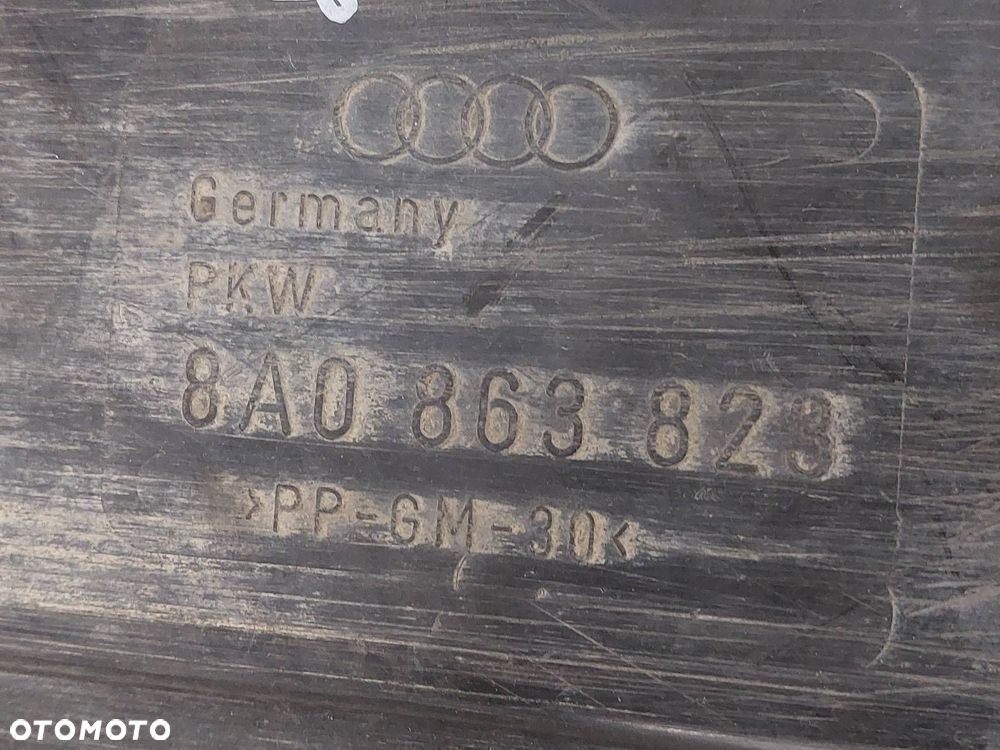 Germany
PKW
8A0 863 823
>PP-GM-30<
OTOMOTO